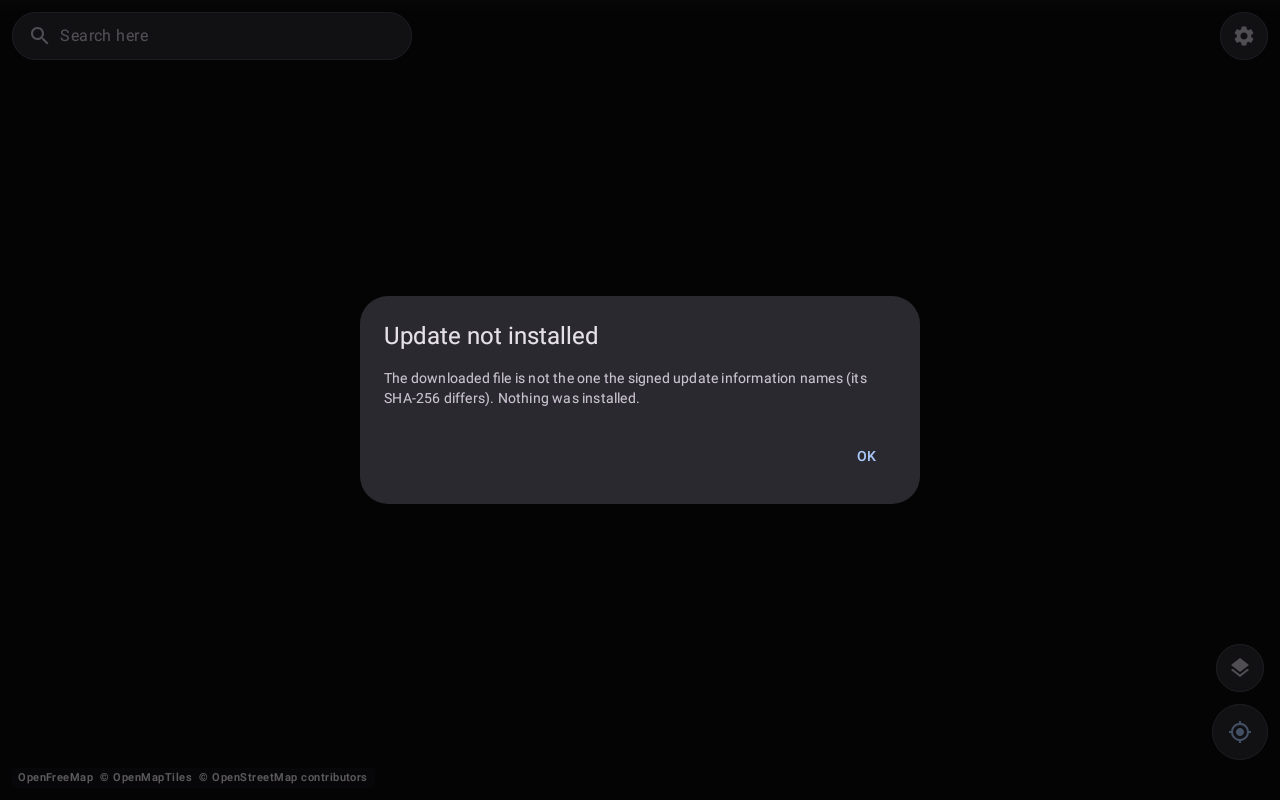 Search here
Update not installed
The downloaded file is not the one the signed update information names (its
SHA-256 differs). Nothing was installed.
OK
OpenFreeMap © OpenMapTiles © OpenStreetMap contributors